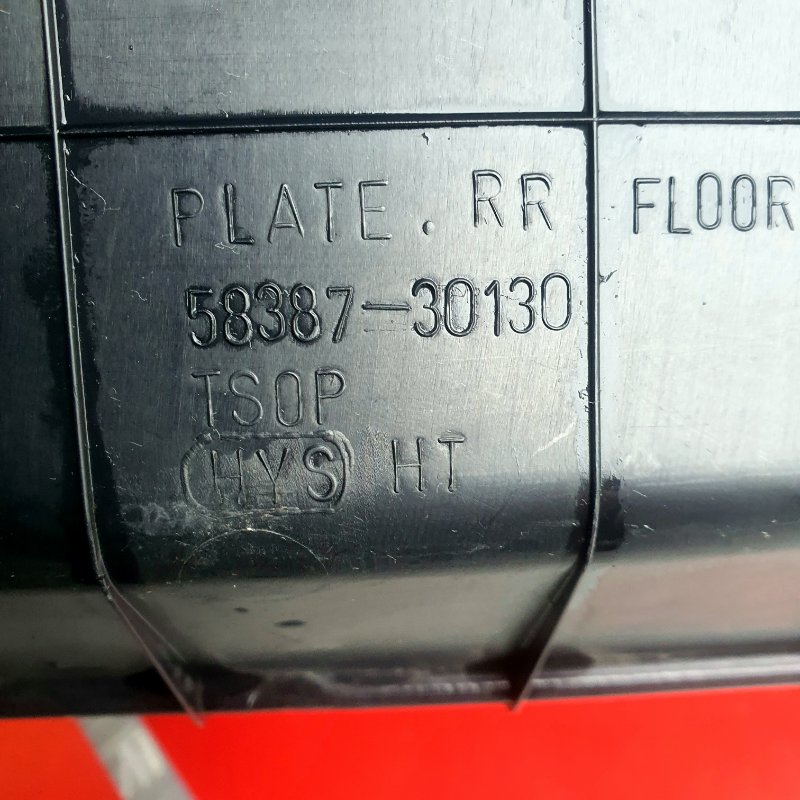 PLATE. RR FLOOR
58387-30130
TSOP
HYS HT